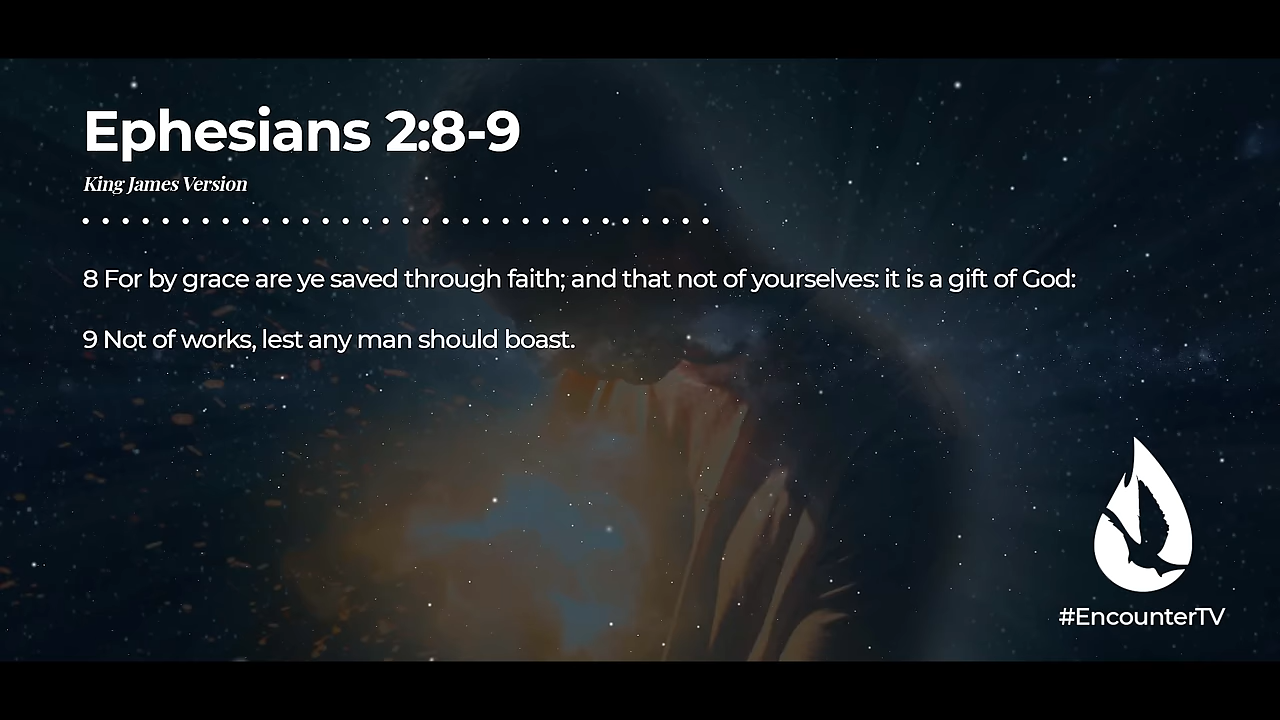 Ephesians 2:8-9
King James Version
8 For by grace are ye saved through faith; and that not of yourselves: it is a gift of God:
9 Not of works, lest any man should boast.
#EncounterTV